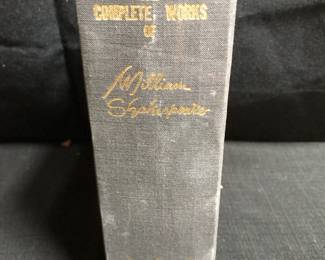 COMPLETE WORKS
OF
William
Shakespeare